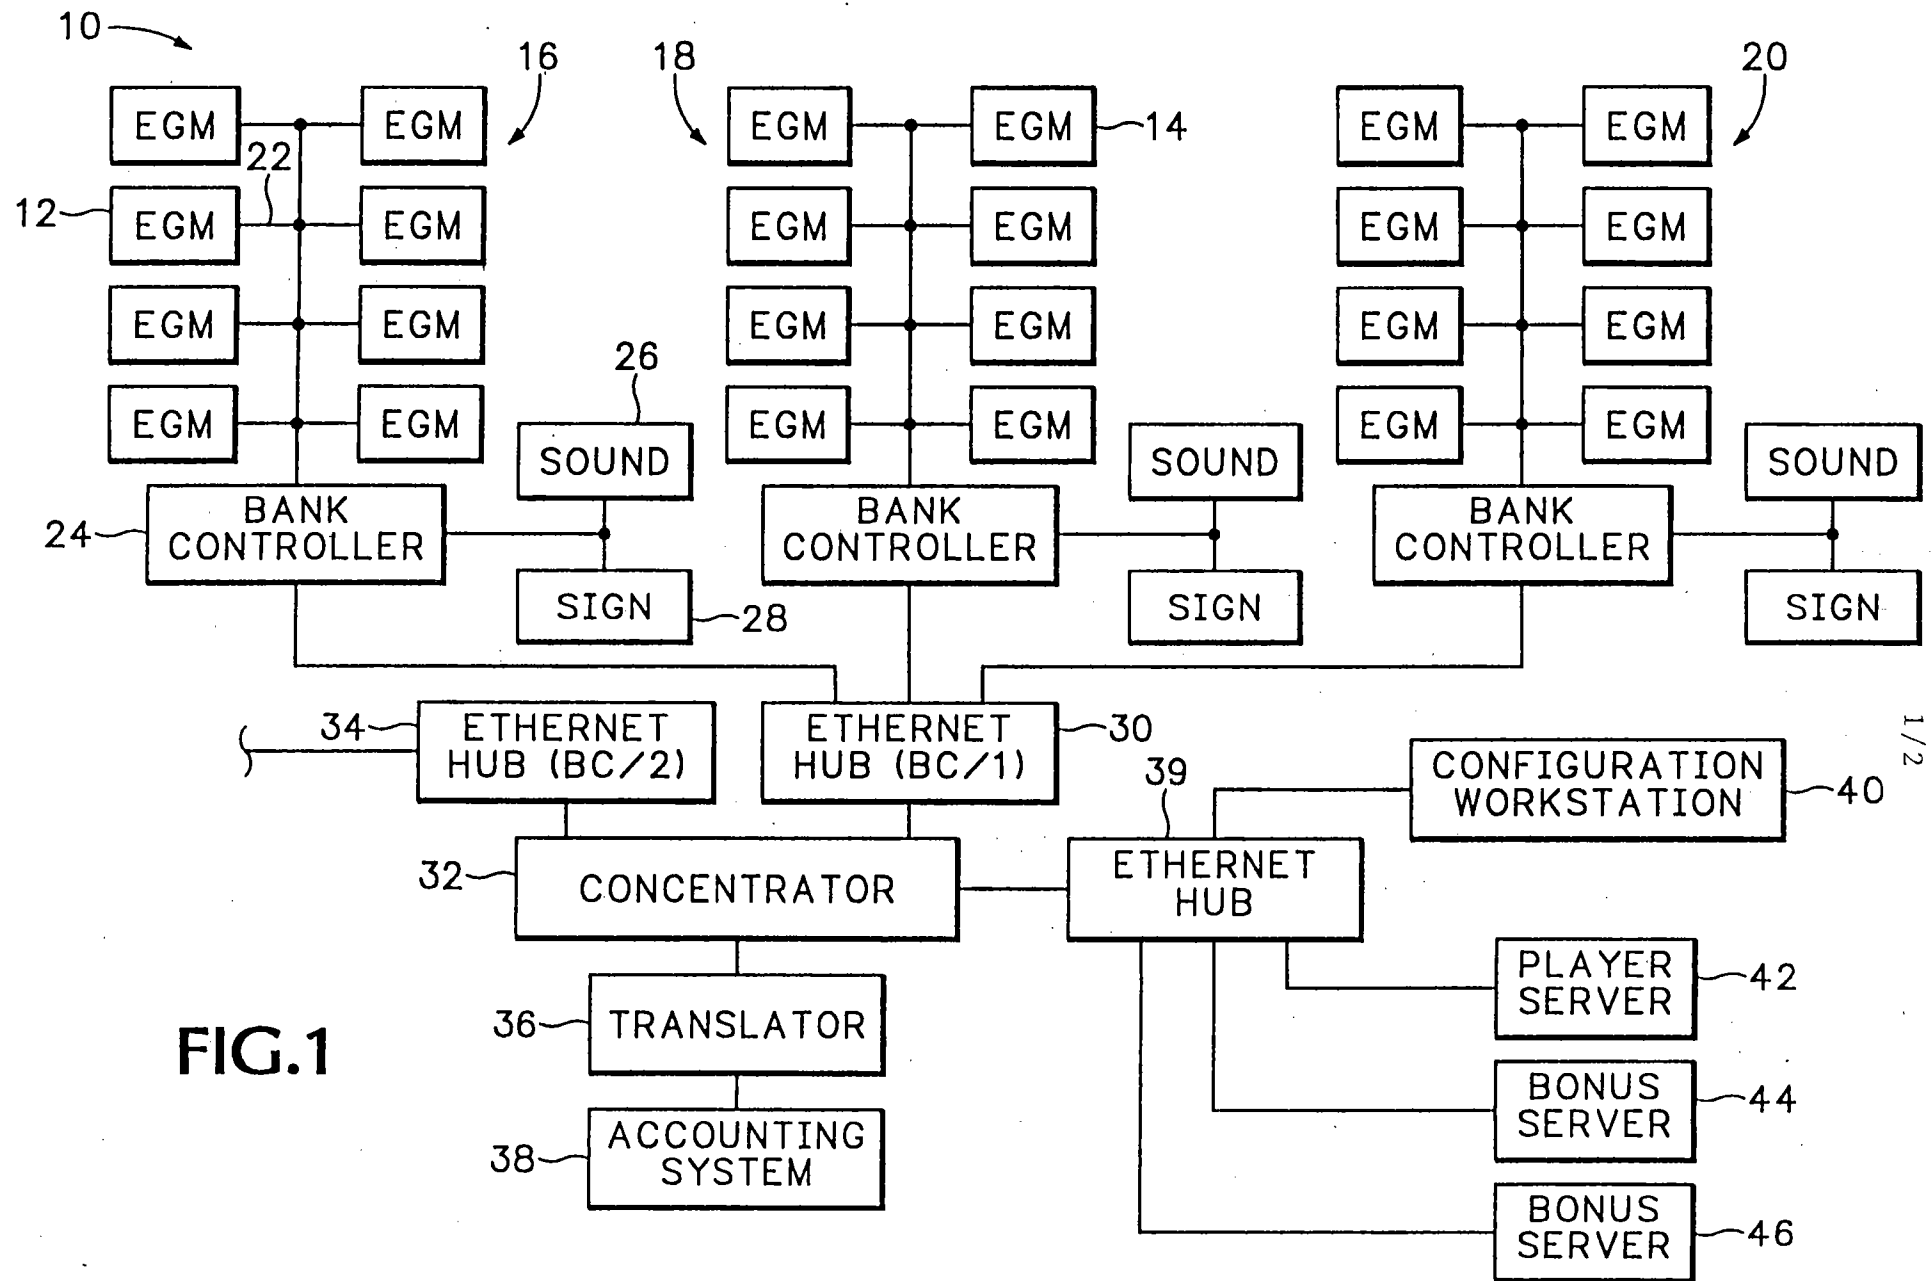 10
16
18
20
EGM EGM EGM EGM 14 EGM EGM
22
12 EGM EGM EGM EGM EGM EGM
EGM EGM EGM EGM EGM EGM
26
EGM EGM EGM EGM EGM EGM
SOUND SOUND SOUND
24 BANK CONTROLLER
BANK CONTROLLER
BANK CONTROLLER
SIGN 28 SIGN SIGN
34 ETHERNET
HUB (BC/2)
ETHERNET
HUB (BC/1)
30
39
CONFIGURATION
WORKSTATION
40
1/2
32 CONCENTRATOR
ETHERNET
HUB
36 TRANSLATOR
PLAYER
SERVER
42
FIG.1
38 ACCOUNTING
SYSTEM
BONUS
SERVER
44
BONUS
SERVER
46